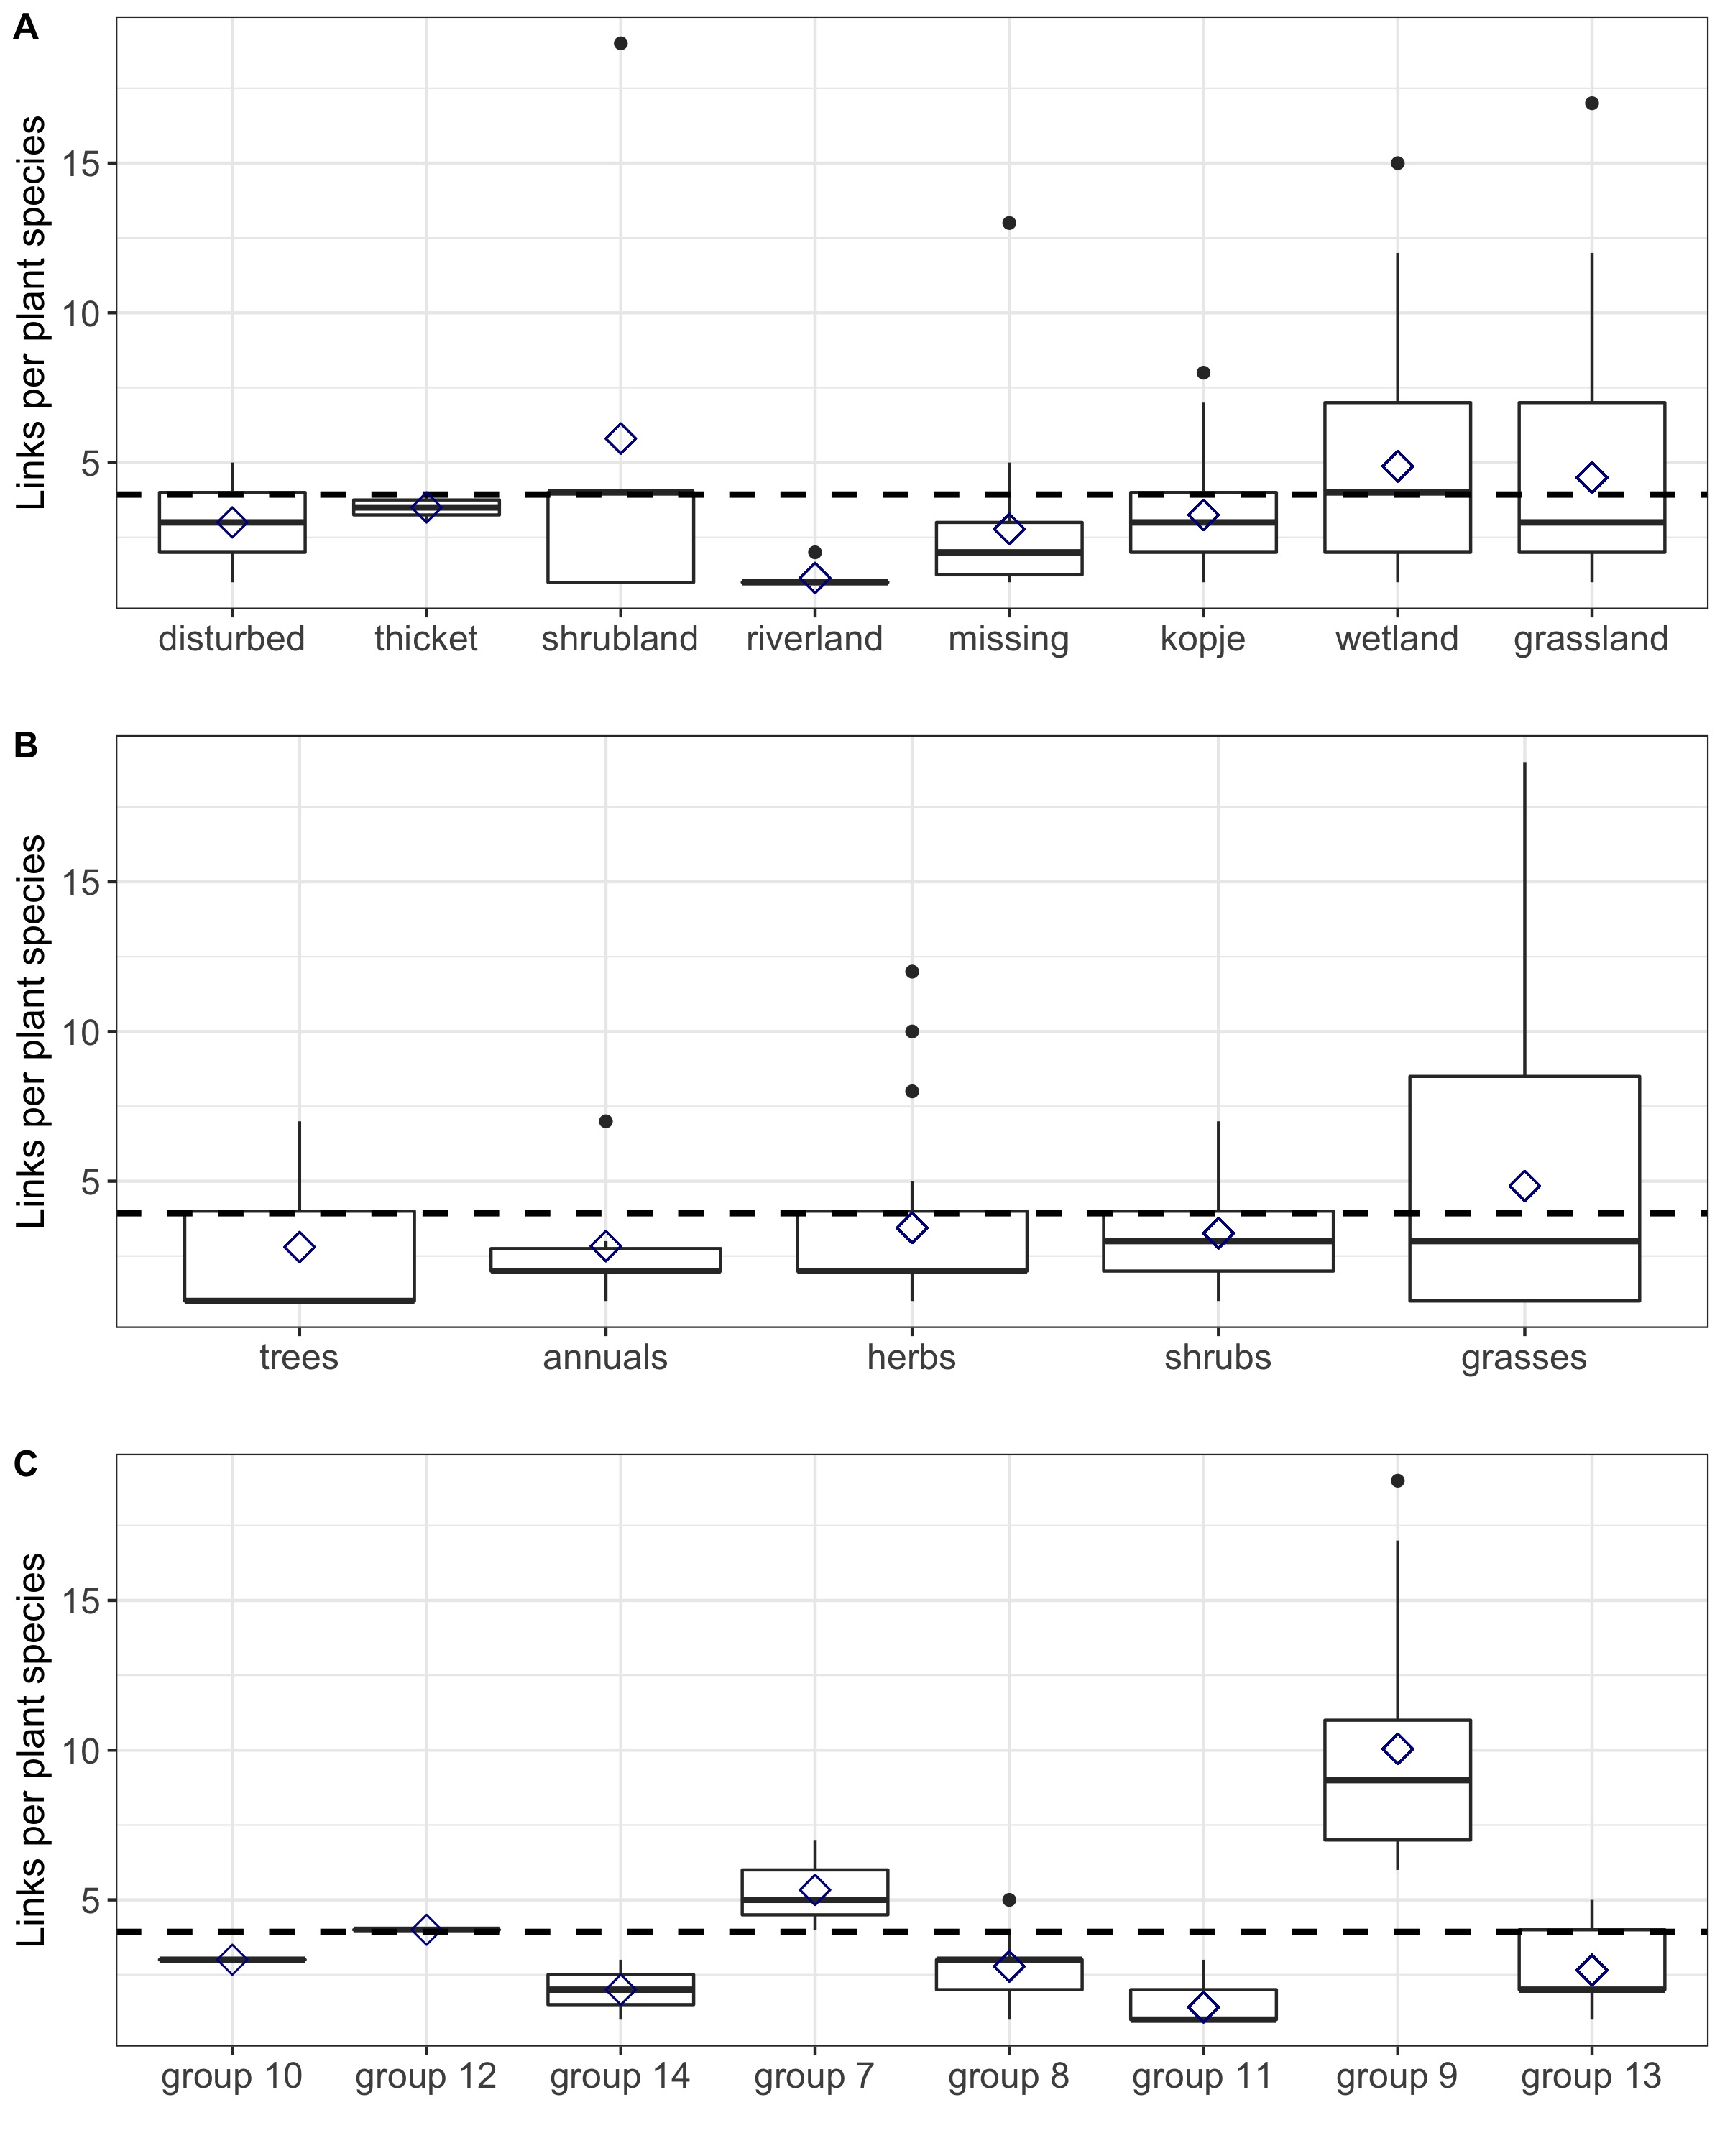 A
Links per plant species
15
10
5
disturbed thicket shrubland riverland missing kopje wetland grassland
B
Links per plant species
15
10
5
trees annuals herbs shrubs grasses
C
Links per plant species
15
10
5
group 10 group 12 group 14 group 7 group 8 group 11 group 9 group 13